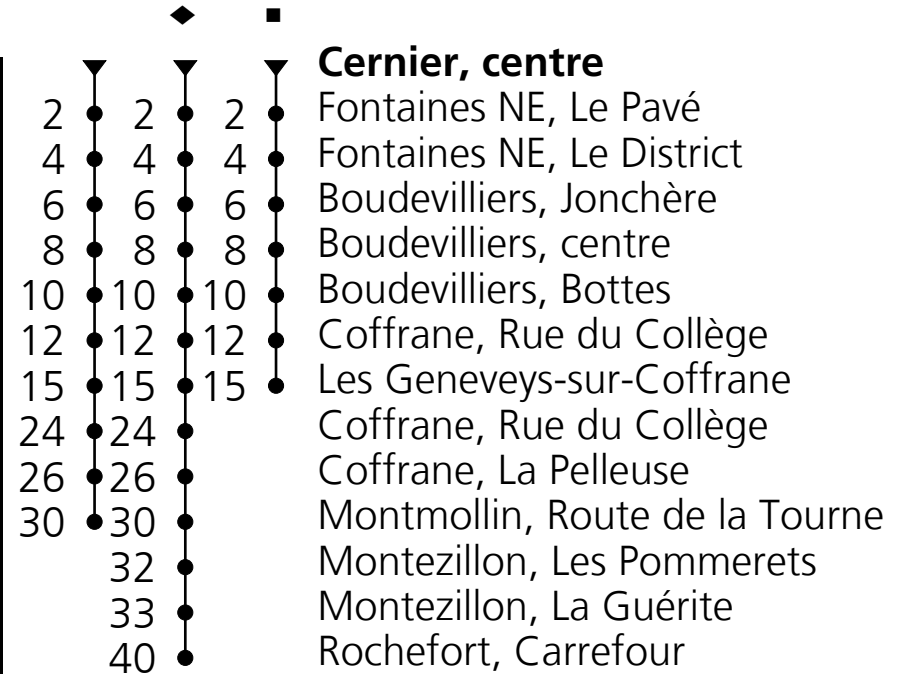 ◆ ■
Cernier, centre
2 2 2 Fontaines NE, Le Pavé
4 4 4 Fontaines NE, Le District
6 6 6 Boudevilliers, Jonchère
8 8 8 Boudevilliers, centre
10 10 10 Boudevilliers, Bottes
12 12 12 Coffrane, Rue du Collège
15 15 15 Les Geneveys-sur-Coffrane
24 24 Coffrane, Rue du Collège
26 26 Coffrane, La Pelleuse
30 30 Montmollin, Route de la Tourne
32 Montezillon, Les Pommerets
33 Montezillon, La Guérite
40 Rochefort, Carrefour